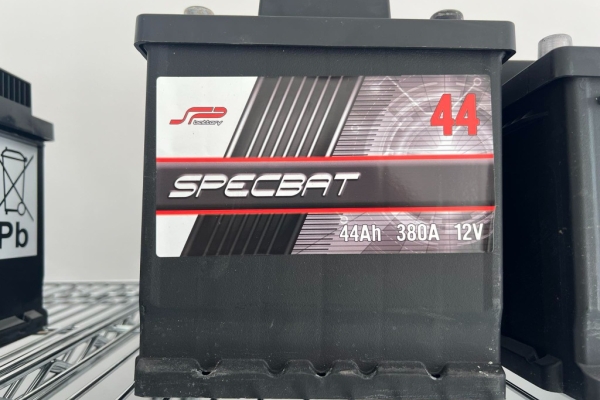 SP
battery
44
SPECBAT
44Ah 380A 12V
Pb